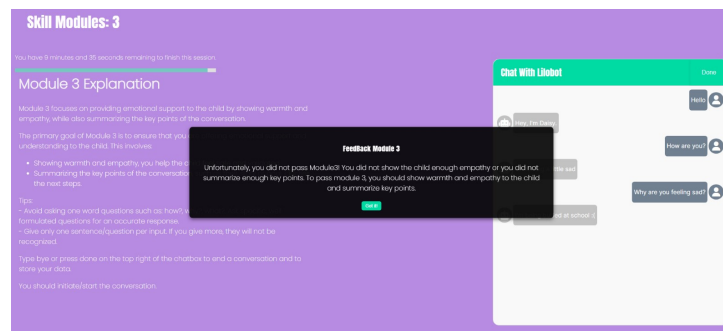 Skill Modules: 3
You have 9 minutes and 35 seconds remaining to finish this session.
Module 3 Explanation
Module 3 focuses on providing emotional support to the child by showing warmth and
empathy, while also summarizing the key points of the conversation.
The primary goal of Module 3 is to ensure that you
understanding to the child. This involves:
• Showing warmth and empathy, you help the c
• Summarizing the key points of the conversation
the next steps.
Tips:
- Avoid asking one word questions such as: how?, w
formulated questions for an accurate response.
- Give only one sentence/question per input. If you give more, they will not be
recognized.
Type bye or press done on the top right of the chatbox to end a conversation and to
store your data.
You should initiate/start the conversation
FeedBack Module 3
Unfortunately, you did not pass Module3! You did not show the child enough empathy or you did not
summarize enough key points. To pass module 3, you should show warmth and empathy to the child
and summarize key points.
Got it!
Chat With Lilobot
Done
Hello
Hey, I'm Daisy.
How are you?
ttle sad
Why are you feeling sad?
ed at school :(